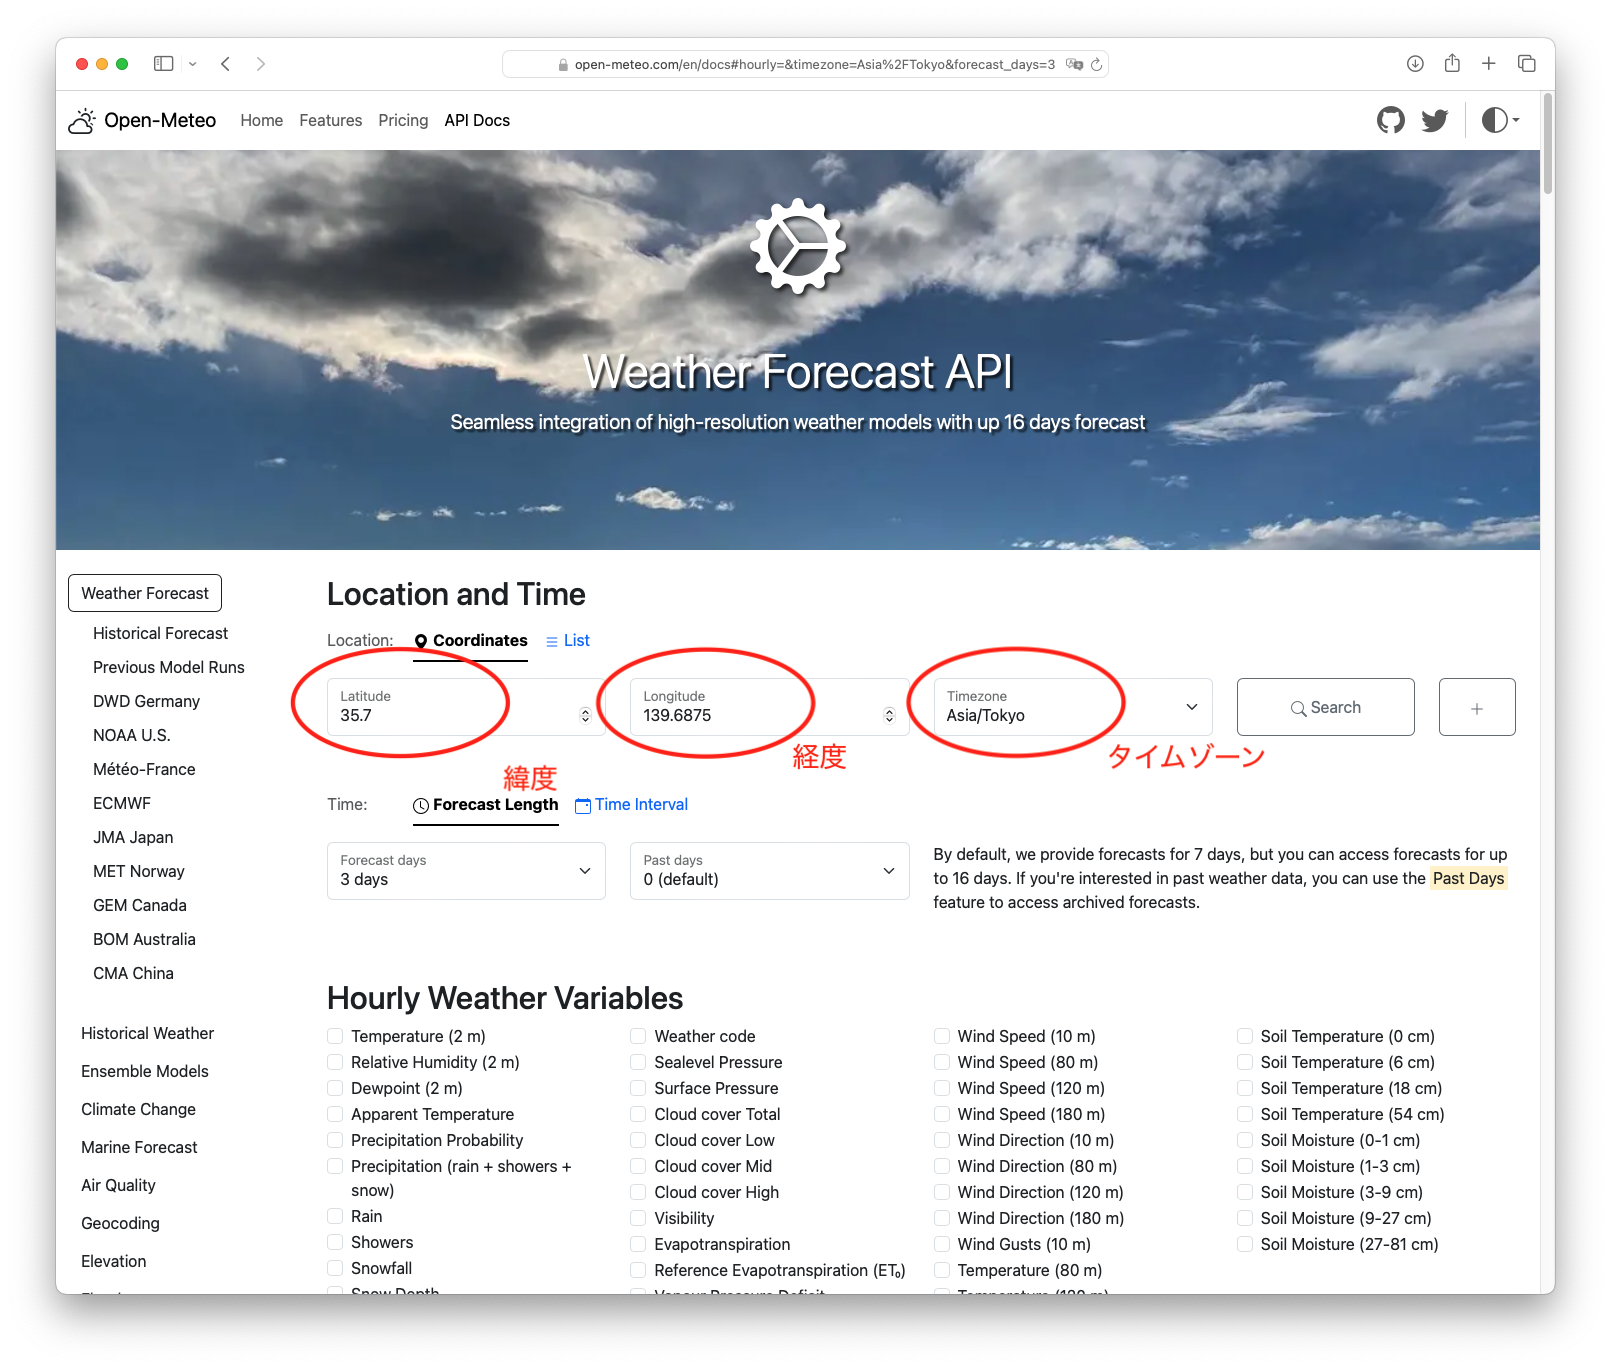 open-meteo.com/en/docs#hourly=&timezone=Asia%2FTokyo&forecast_days=3
Open-Meteo Home Features Pricing API Docs
Weather Forecast API
Seamless integration of high-resolution weather models with up 16 days forecast
Weather Forecast
Historical Forecast
Previous Model Runs
DWD Germany
NOAA U.S.
Météo-France
ECMWF
JMA Japan
MET Norway
GEM Canada
BOM Australia
CMA China
Historical Weather
Ensemble Models
Climate Change
Marine Forecast
Air Quality
Geocoding
Elevation
Location and Time
Location: Coordinates List
Latitude
35.7
緯度
Longitude
139.6875
経度
Timezone
Asia/Tokyo
タイムゾーン
Search
+
Time: Forecast Length Time Interval
Forecast days
3 days
Past days
0 (default)
By default, we provide forecasts for 7 days, but you can access forecasts for up
to 16 days. If you're interested in past weather data, you can use the Past Days
feature to access archived forecasts.
Hourly Weather Variables
Temperature (2 m)
Relative Humidity (2 m)
Dewpoint (2 m)
Apparent Temperature
Precipitation Probability
Precipitation (rain + showers +
snow)
Rain
Showers
Snowfall
Snow Depth
Weather code
Sealevel Pressure
Surface Pressure
Cloud cover Total
Cloud cover Low
Cloud cover Mid
Cloud cover High
Visibility
Evapotranspiration
Reference Evapotranspiration (ET₀)
Vapour Pressure Deficit
Wind Speed (10 m)
Wind Speed (80 m)
Wind Speed (120 m)
Wind Speed (180 m)
Wind Direction (10 m)
Wind Direction (80 m)
Wind Direction (120 m)
Wind Direction (180 m)
Wind Gusts (10 m)
Temperature (80 m)
Temperature (120 m)
Soil Temperature (0 cm)
Soil Temperature (6 cm)
Soil Temperature (18 cm)
Soil Temperature (54 cm)
Soil Moisture (0-1 cm)
Soil Moisture (1-3 cm)
Soil Moisture (3-9 cm)
Soil Moisture (9-27 cm)
Soil Moisture (27-81 cm)